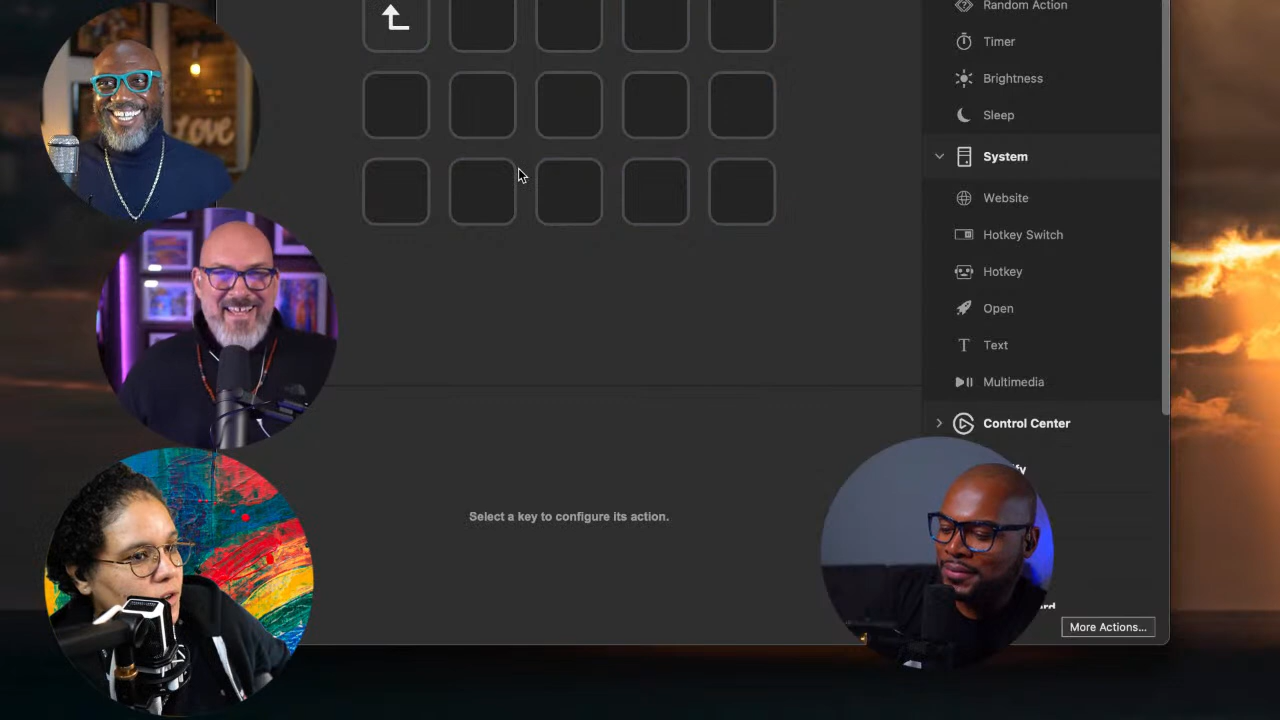 Random Action
Timer
Brightness
Sleep
System
Website
Hotkey Switch
Hotkey
Open
Text
Multimedia
Control Center
Select a key to configure its action.
More Actions...
Love